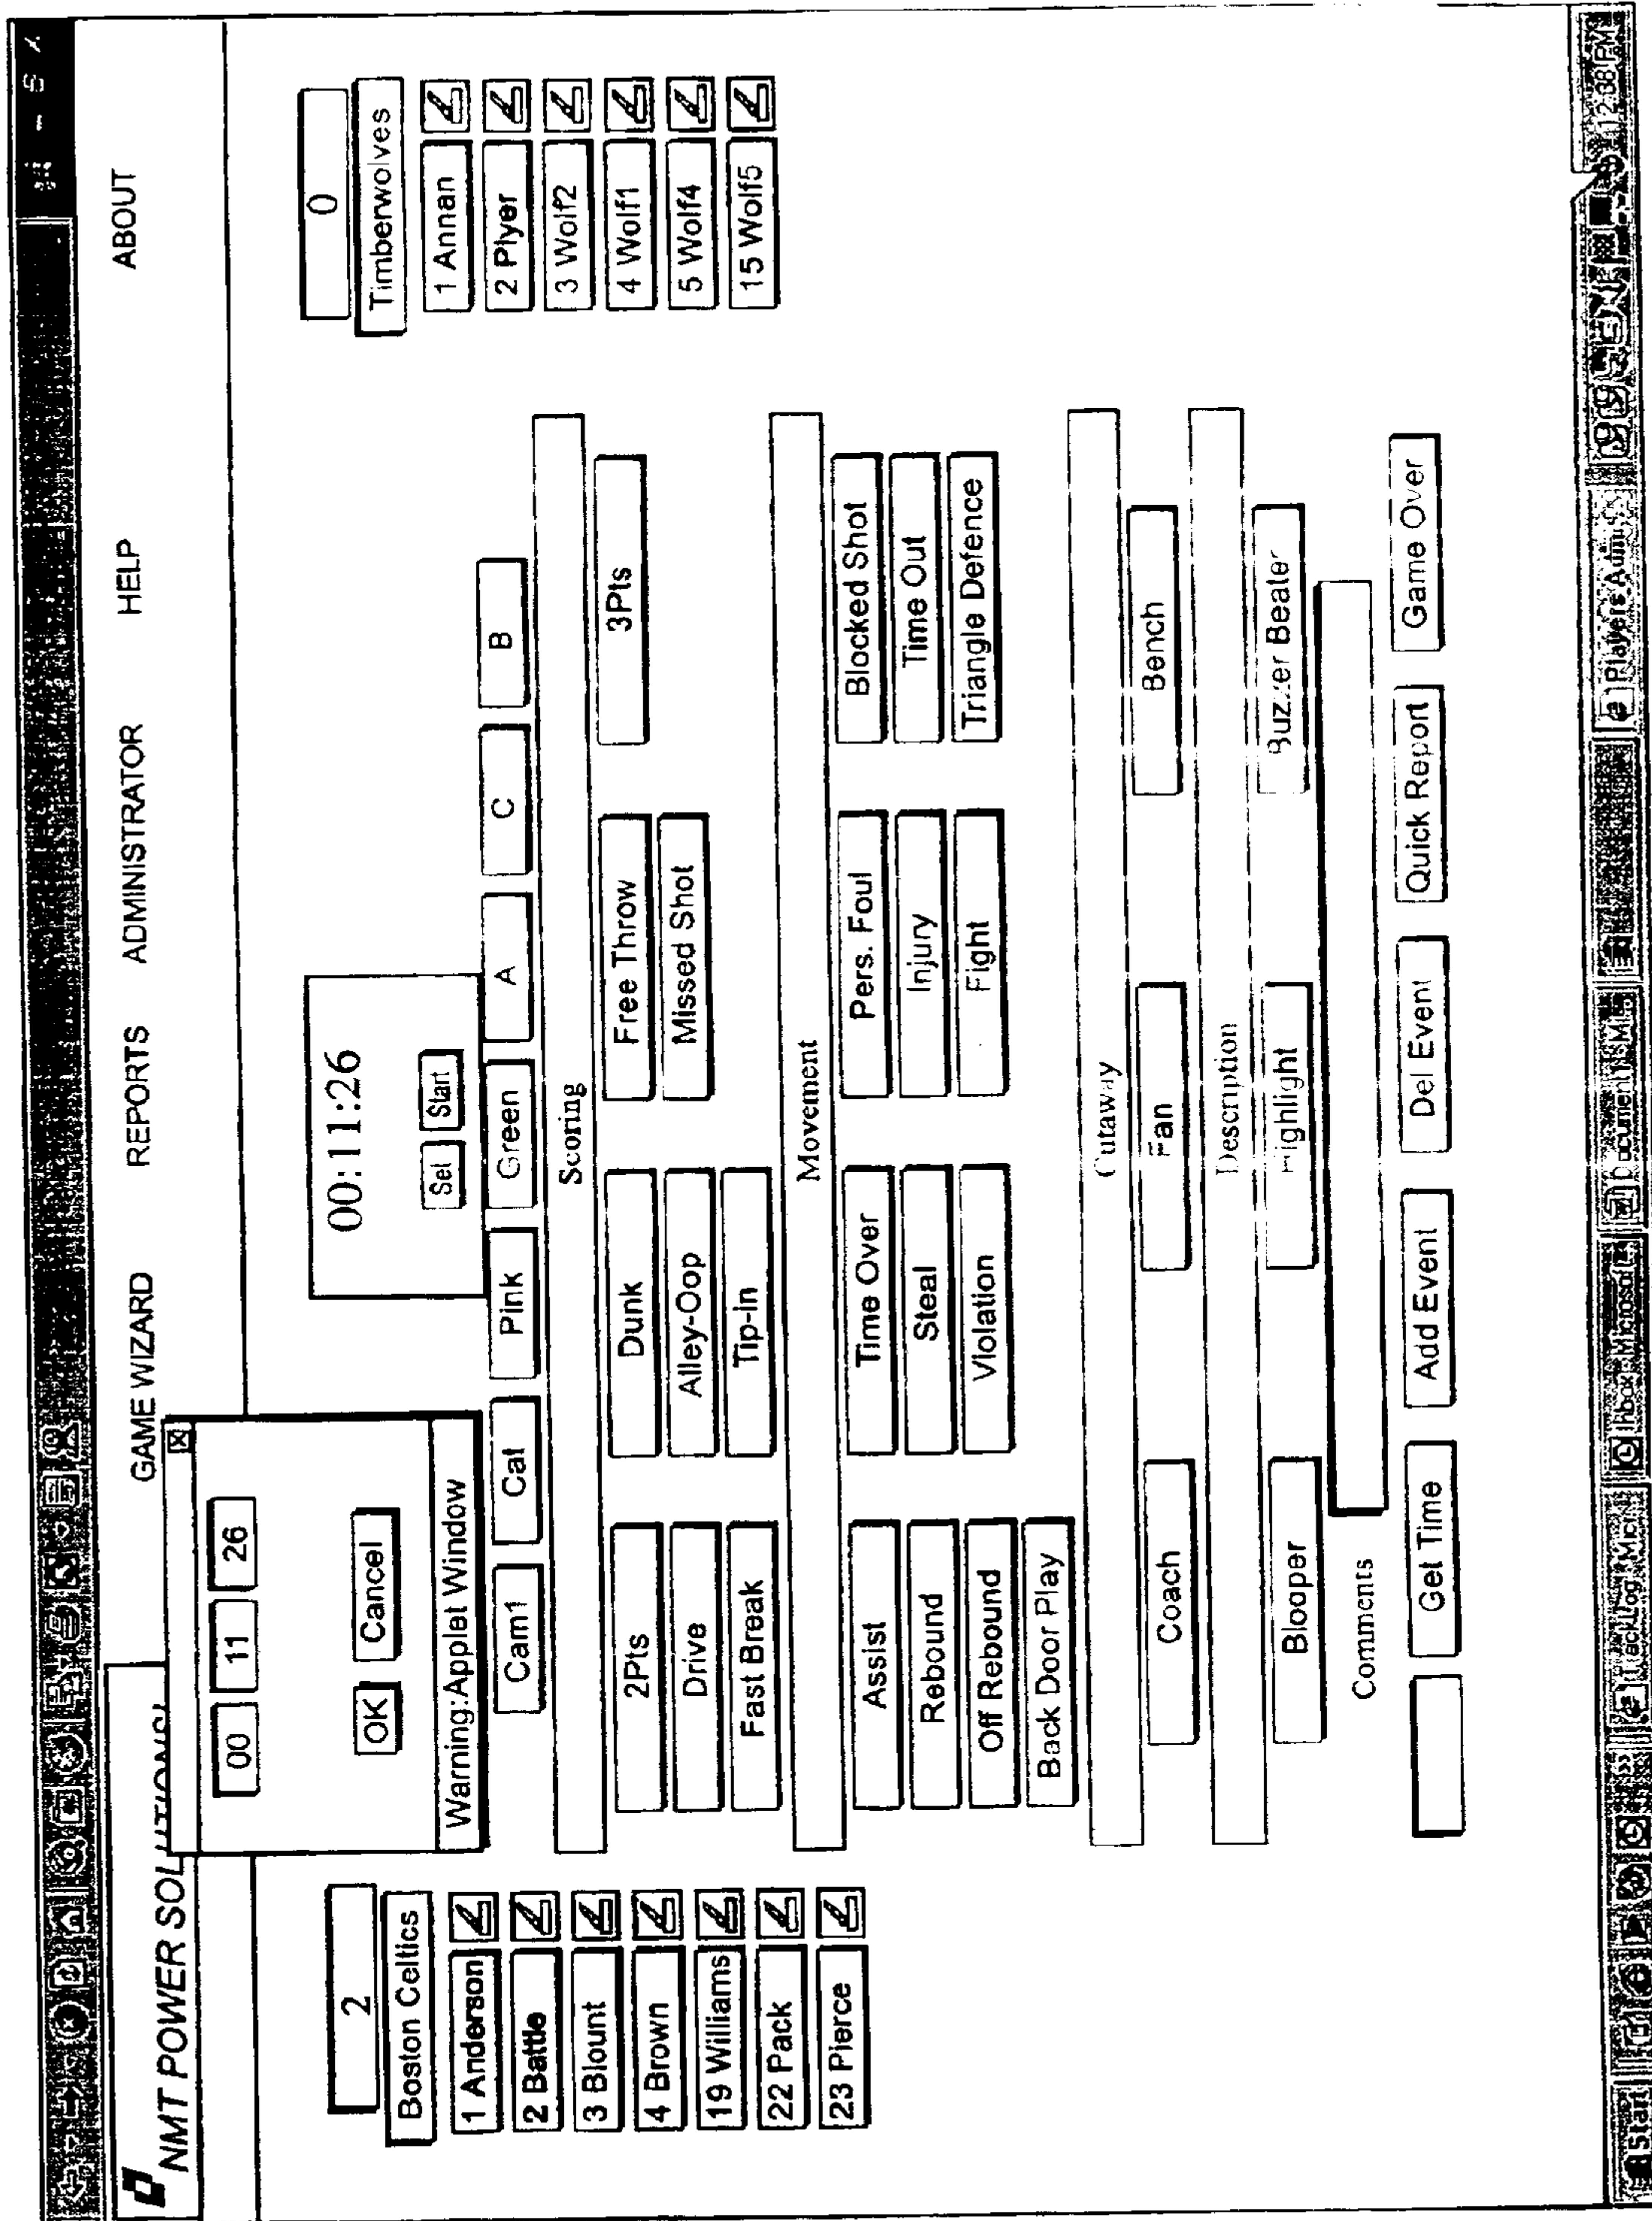 NMT POWER SOL
GAME WIZARD REPORTS ADMINISTRATOR HELP ABOUT
00 11 26
OK Cancel
Warning:Applet Window
00:11:26
Set Start
2
Boston Celtics
1 Anderson
2 Battle
3 Blount
4 Brown
19 Williams
22 Pack
23 Pierce
Cam1 Cat Pink Green A C B
Scoring
2Pts Dunk Free Throw 3Pts
Drive Alley-Oop Missed Shot
Fast Break Tip-in
Movement
Assist Time Over Pers. Foul Blocked Shot
Rebound Steal Injury Time Out
Off Rebound Violation Fight Triangle Defence
Back Door Play
Cutaway
Coach Fan Bench
Description
Blooper Highlight Buzzer Beater
Comments
Get Time Add Event Del Event Quick Report Game Over
0
Timberwolves
1 Annan
2 Plyer
3 Wolf2
4 Wolf1
5 Wolf4
15 Wolf5
Start 12:08 PM